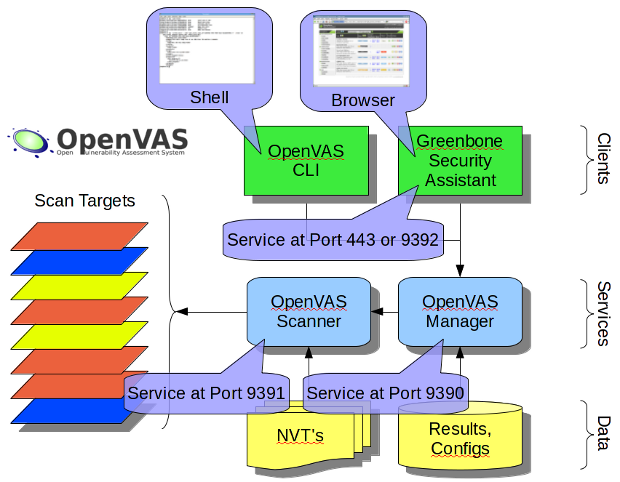 Shell
Browser
OpenVAS
Open Vulnerability Assessment System
OpenVAS
CLI
Greenbone
Security
Assistant
Clients
Scan Targets
Service at Port 443 or 9392
OpenVAS
Scanner
OpenVAS
Manager
Services
Service at Port 9391
Service at Port 9390
NVT's
Results,
Configs
Data